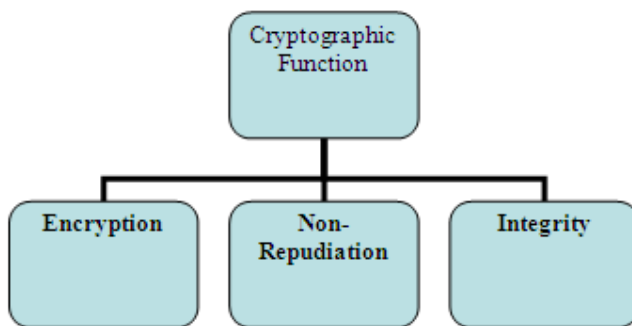 Cryptographic
Function
Encryption
Non-
Repudiation
Integrity